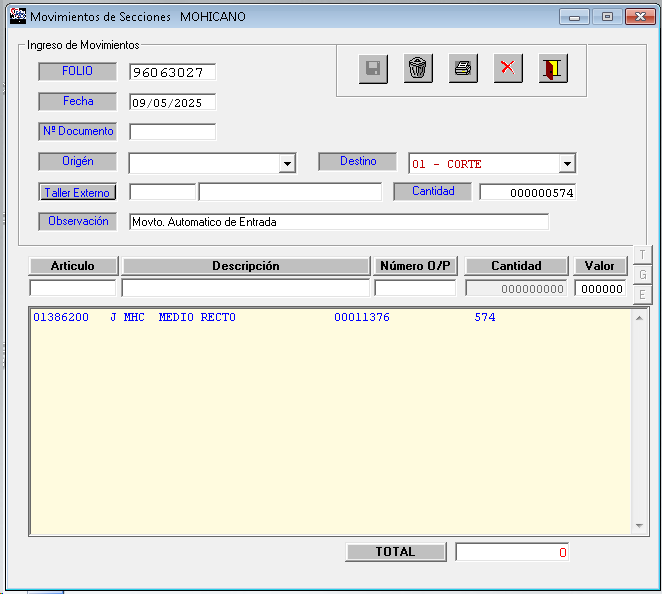 Movimientos de Secciones   MOHICANO
Ingreso de Movimientos
FOLIO 96063027
Fecha 09/05/2025
Nº Documento
Origén Destino 01 - CORTE
Taller Externo Cantidad 000000574
Observación Movto. Automatico de Entrada
T
G
E
Articulo Descripción Número O/P Cantidad Valor
000000000 000000
01386200 J MHC MEDIO RECTO 00011376 574
TOTAL 0